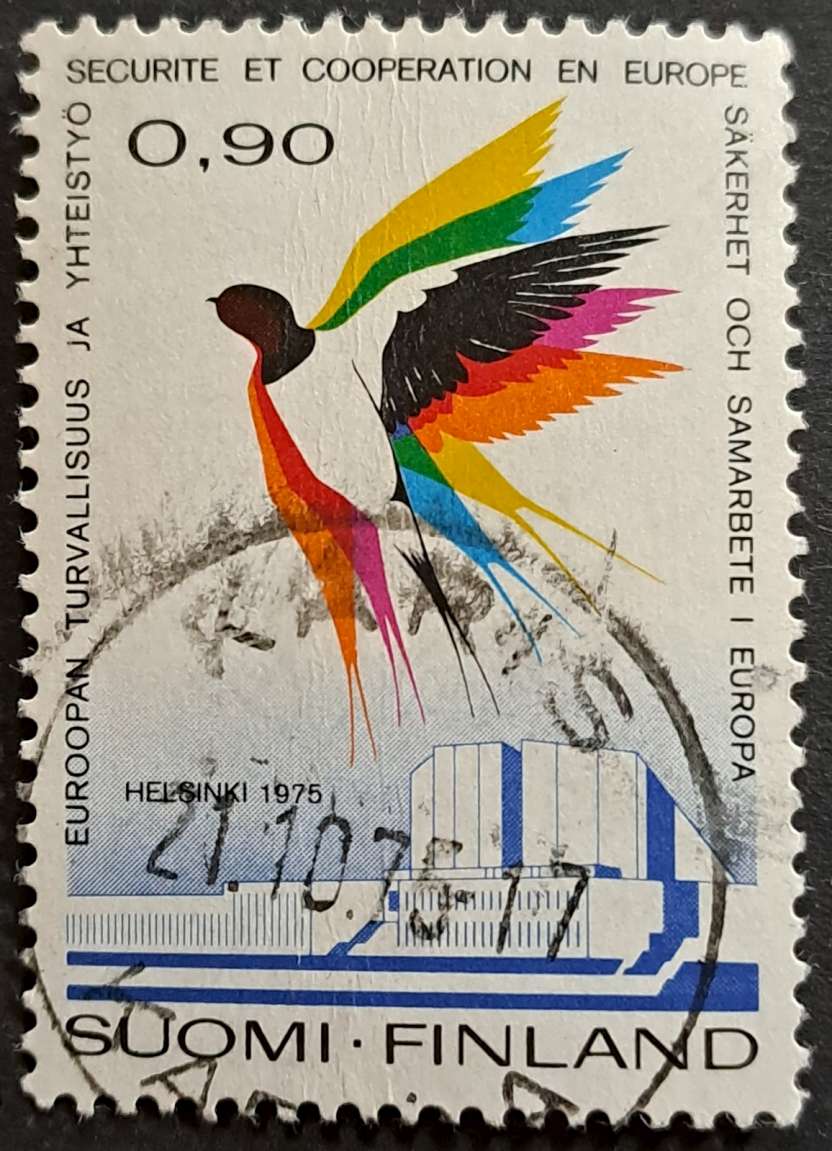 SECURITE ET COOPERATION EN EUROPE
0,90
EUROOPAN TURVALLISUUS JA YHTEISTYÖ
SÄKERHET OCH SAMARBETE I EUROPA
HELSINKI 1975
21.10.75-17
SUOMI · FINLAND